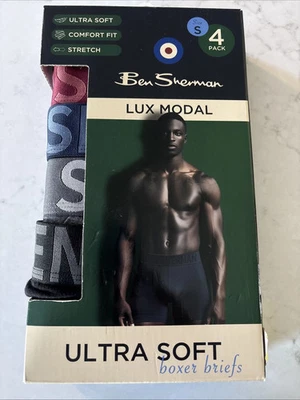 ULTRA SOFT
COMFORT FIT
STRETCH
S
4
PACK
Ben Sherman
LUX MODAL
ULTRA SOFT
boxer briefs